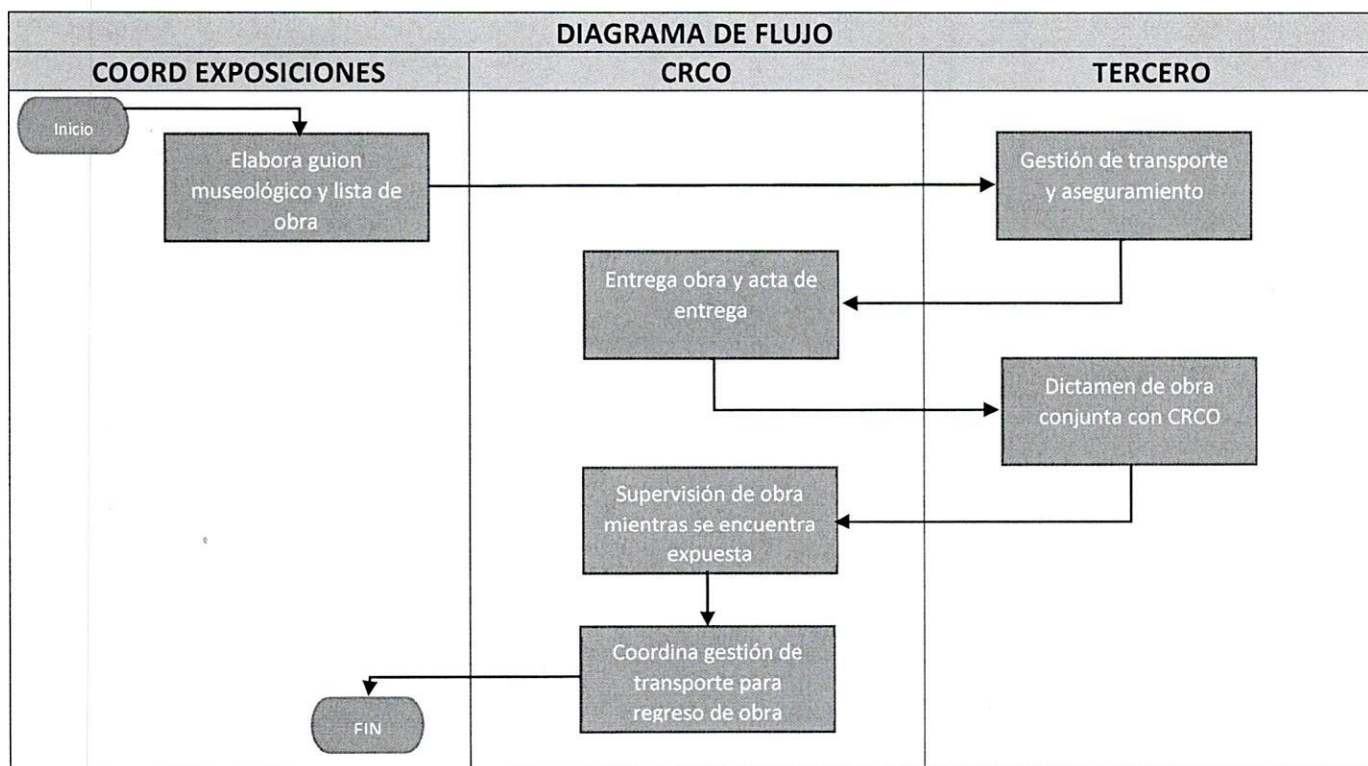 DIAGRAMA DE FLUJO
COORD EXPOSICIONES
CRCO
TERCERO
Inicio
Elabora guion
museológico y lista de
obra
Gestión de transporte
y aseguramiento
Entrega obra y acta de
entrega
Dictamen de obra
conjunta con CRCO
Supervisión de obra
mientras se encuentra
expuesta
Coordina gestión de
transporte para
regreso de obra
FIN